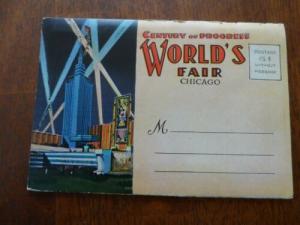 CENTURY OF PROGRESS
WORLD'S
FAIR
CHICAGO
POSTAGE
1½ ¢
WITHOUT
MESSAGE
M